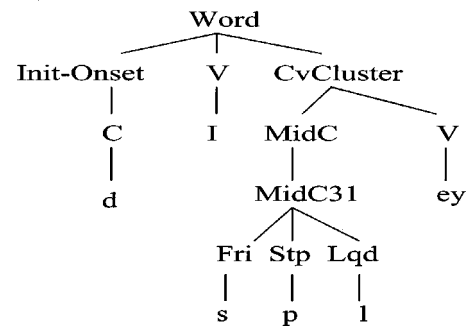 Word
Init-Onset V CvCluster
C I MidC V
d MidC31 ey
Fri Stp Lqd
s p l